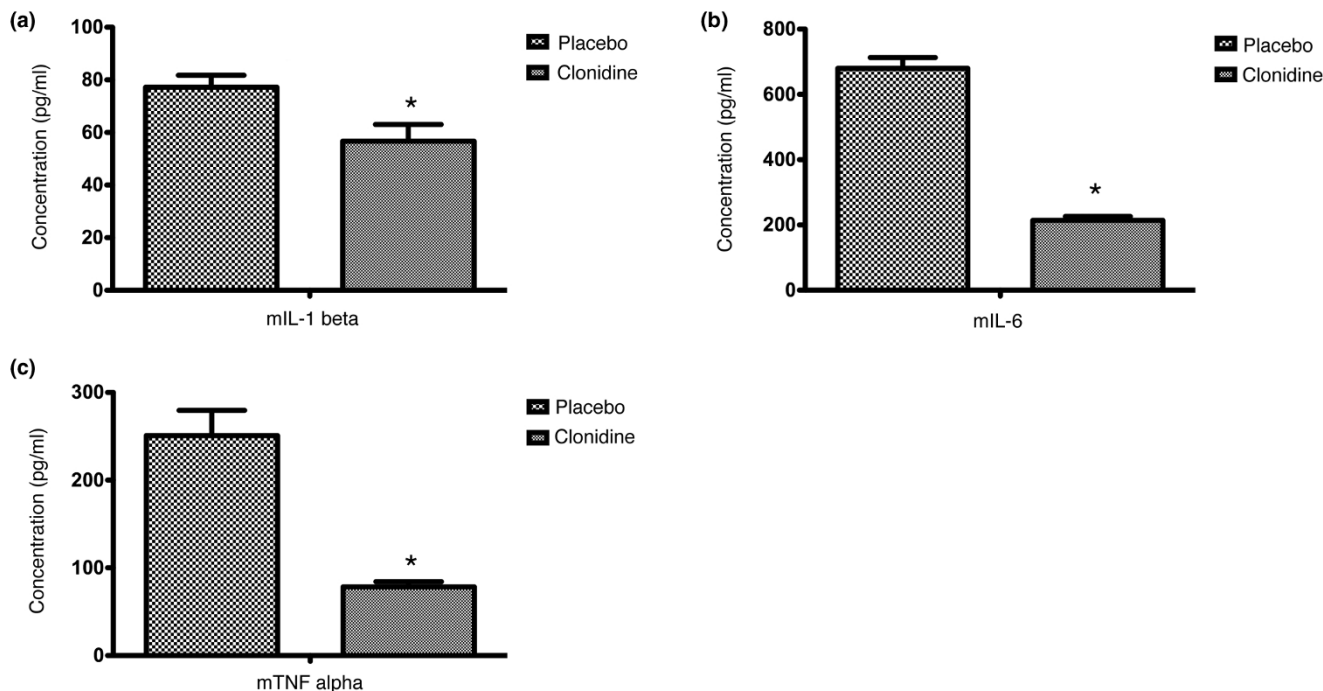 (a)
100
80
60
40
20
0
Concentration (pg/ml)
*
mIL-1 beta
Placebo
Clonidine
(b)
800
600
400
200
0
Concentration (pg/ml)
*
mIL-6
Placebo
Clonidine
(c)
300
200
100
0
Concentration (pg/ml)
*
mTNF alpha
Placebo
Clonidine